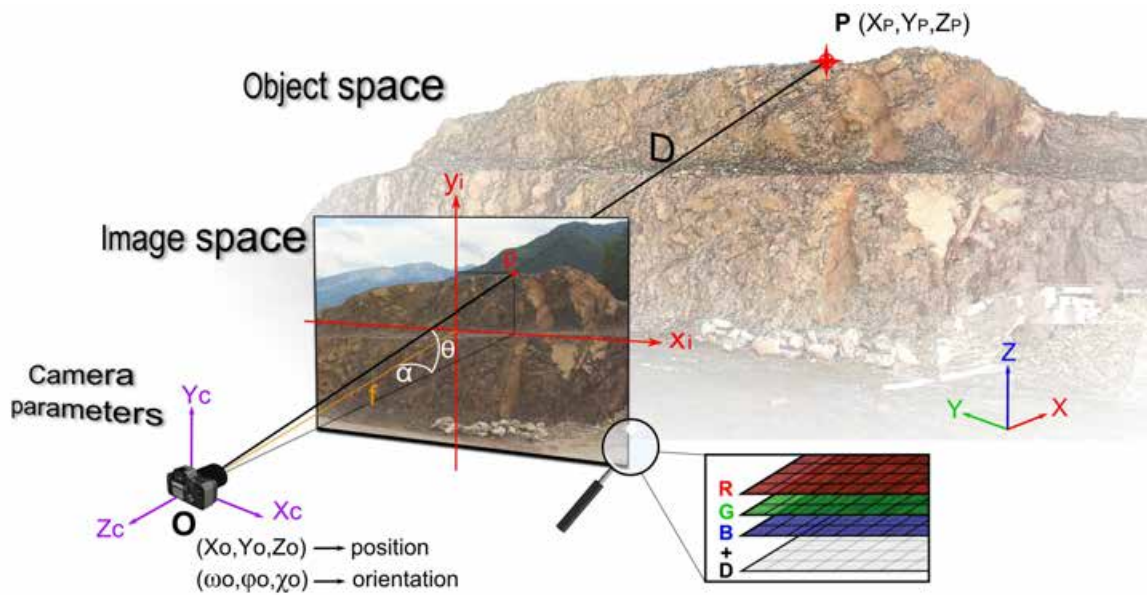 P (XP,YP,ZP)
Object space
D
yi
Image space
p
xi
θ
α
f
Camera
parameters
Yc
Xc
Zc
O
(Xo,Yo,Zo) → position
(ωo,φo,χo) → orientation
Z
Y
X
R
G
B
+
D